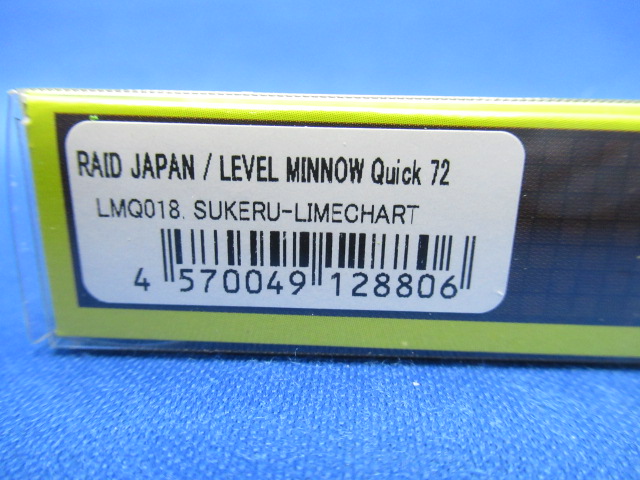 RAID JAPAN / LEVEL MINNOW Quick 72
LMQ018. SUKERU-LIMECHART
4 570049 128806